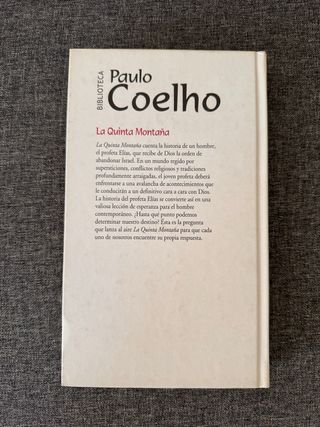 BIBLIOTECA
Paulo
Coelho
La Quinta Montaña
La Quinta Montaña cuenta la historia de un hombre,
el profeta Elías, que recibe de Dios la orden de
abandonar Israel. En un mundo regido por
supersticiones, conflictos religiosos y tradiciones
profundamente arraigadas, el joven profeta deberá
enfrentarse a una avalancha de acontecimientos que
le conducirán a un definitivo cara a cara con Dios.
La historia del profeta Elías se convierte así en una
valiosa lección de esperanza para el hombre
contemporáneo. ¿Hasta qué punto podemos
determinar nuestro destino? Ésta es la pregunta
que lanza al aire La Quinta Montaña para que cada
uno de nosotros encuentre su propia respuesta.